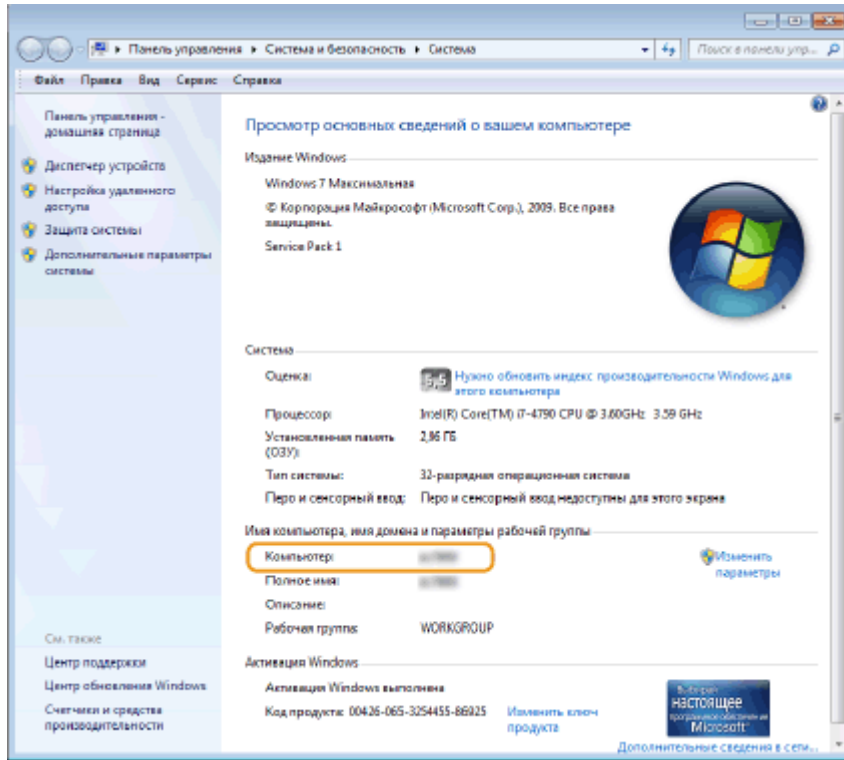 Панель управления ▸ Система и безопасность ▸ Система
Поиск в панели упр...
Файл Правка Вид Сервис Справка
Панель управления -
домашняя страница
Диспетчер устройств
Настройка удаленного
доступа
Защита системы
Дополнительные параметры
системы
См. также
Центр поддержки
Центр обновления Windows
Счетчики и средства
производительности
Просмотр основных сведений о вашем компьютере
Издание Windows
Windows 7 Максимальная
© Корпорация Майкрософт (Microsoft Corp.), 2009. Все права
защищены.
Service Pack 1
Система
Оценка: 5,5 Нужно обновить индекс производительности Windows для
этого компьютера
Процессор: Intel(R) Core(TM) i7-4790 CPU @ 3.60GHz 3.59 GHz
Установленная память 2,96 ГБ
(ОЗУ):
Тип системы: 32-разрядная операционная система
Перо и сенсорный ввод: Перо и сенсорный ввод недоступны для этого экрана
Имя компьютера, имя домена и параметры рабочей группы
Компьютер: Изменить
параметры
Полное имя:
Описание:
Рабочая группа: WORKGROUP
Активация Windows
Активация Windows выполнена
Код продукта: 00426-065-3254455-86925 Изменить ключ
продукта
настоящее
Microsoft
Дополнительные сведения в сети...